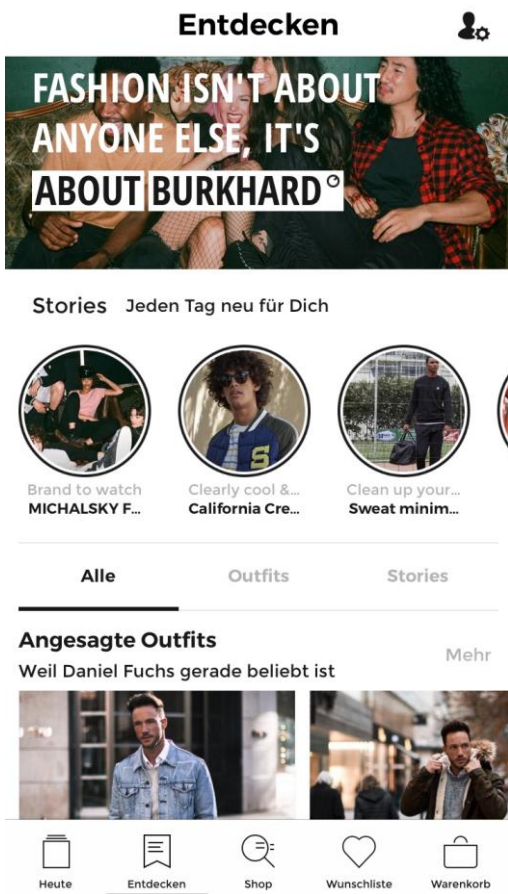 Entdecken
FASHION ISN'T ABOUT
ANYONE ELSE, IT'S
ABOUT BURKHARD°
Stories Jeden Tag neu für Dich
Brand to watch
MICHALSKY F...
Clearly cool &...
California Cre...
Clean up your...
Sweat minim...
Alle Outfits Stories
Angesagte Outfits
Mehr
Weil Daniel Fuchs gerade beliebt ist
Heute Entdecken Shop Wunschliste Warenkorb